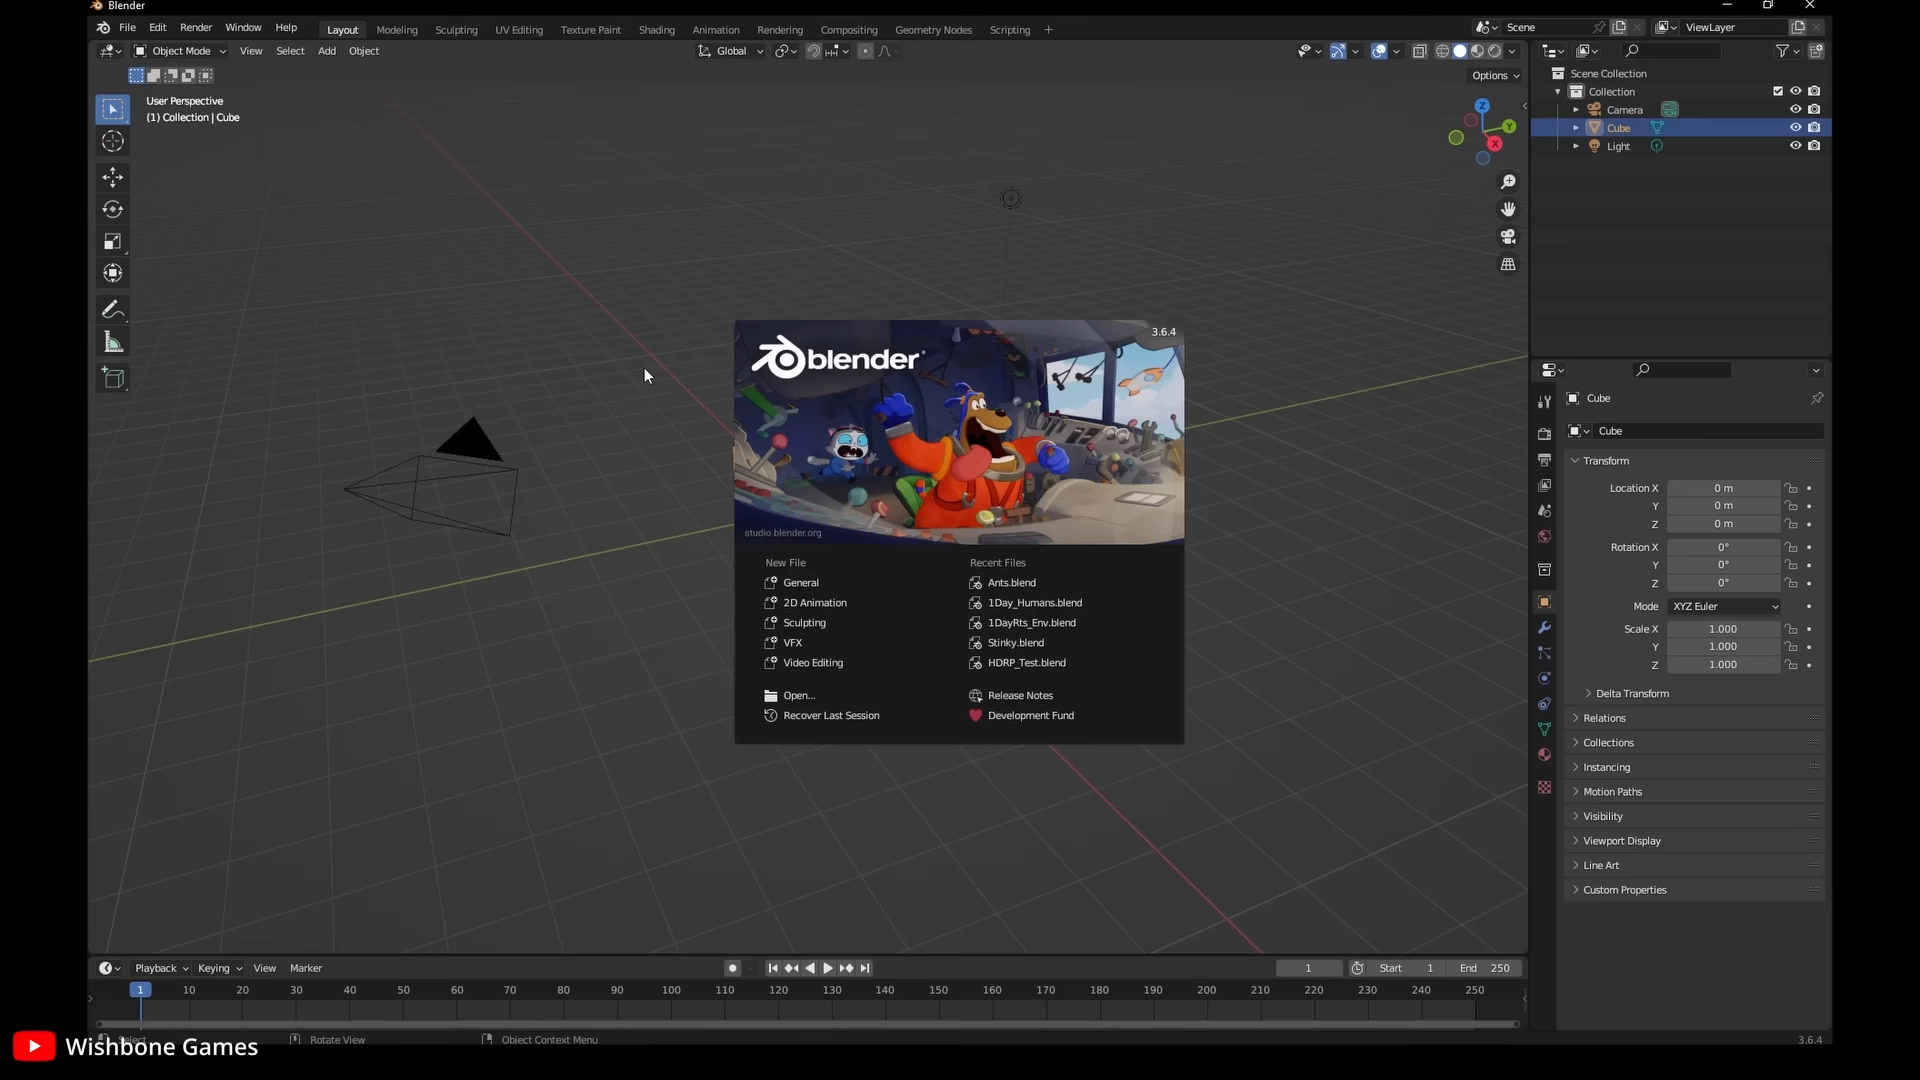 Blender
File Edit Render Window Help Layout Modeling Sculpting UV Editing Texture Paint Shading Animation Rendering Compositing Geometry Nodes Scripting + Scene ViewLayer
Object Mode View Select Add Object Global
Options
User Perspective
(1) Collection | Cube
Z
Y
X
Scene Collection
Collection
Camera
Cube
Light
3.6.4
blender
studio.blender.org
New File
General
2D Animation
Sculpting
VFX
Video Editing
Open...
Recover Last Session
Recent Files
Ants.blend
1Day_Humans.blend
1DayRts_Env.blend
Stinky.blend
HDRP_Test.blend
Release Notes
Development Fund
Cube
Cube
Transform
Location X 0 m
Y 0 m
Z 0 m
Rotation X 0°
Y 0°
Z 0°
Mode XYZ Euler
Scale X 1.000
Y 1.000
Z 1.000
Delta Transform
Relations
Collections
Instancing
Motion Paths
Visibility
Viewport Display
Line Art
Custom Properties
Playback Keying View Marker 1 Start 1 End 250
1 10 20 30 40 50 60 70 80 90 100 110 120 130 140 150 160 170 180 190 200 210 220 230 240 250
Select Rotate View Object Context Menu 3.6.4
Wishbone Games